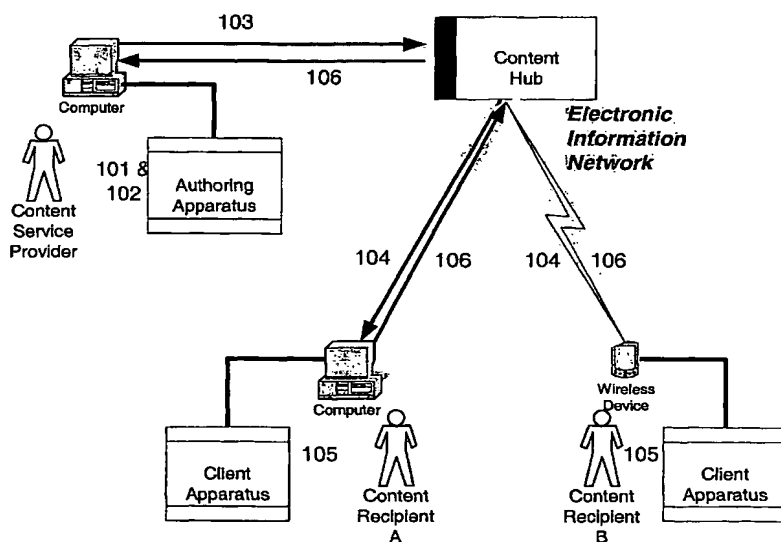 103
106
Content
Hub
Computer
Electronic
Information
Network
101 &
102
Authoring
Apparatus
Content
Service
Provider
104
106
104
106
Computer
Wireless
Device
Client
Apparatus
105
Content
Recipient
A
Content
Recipient
B
105
Client
Apparatus